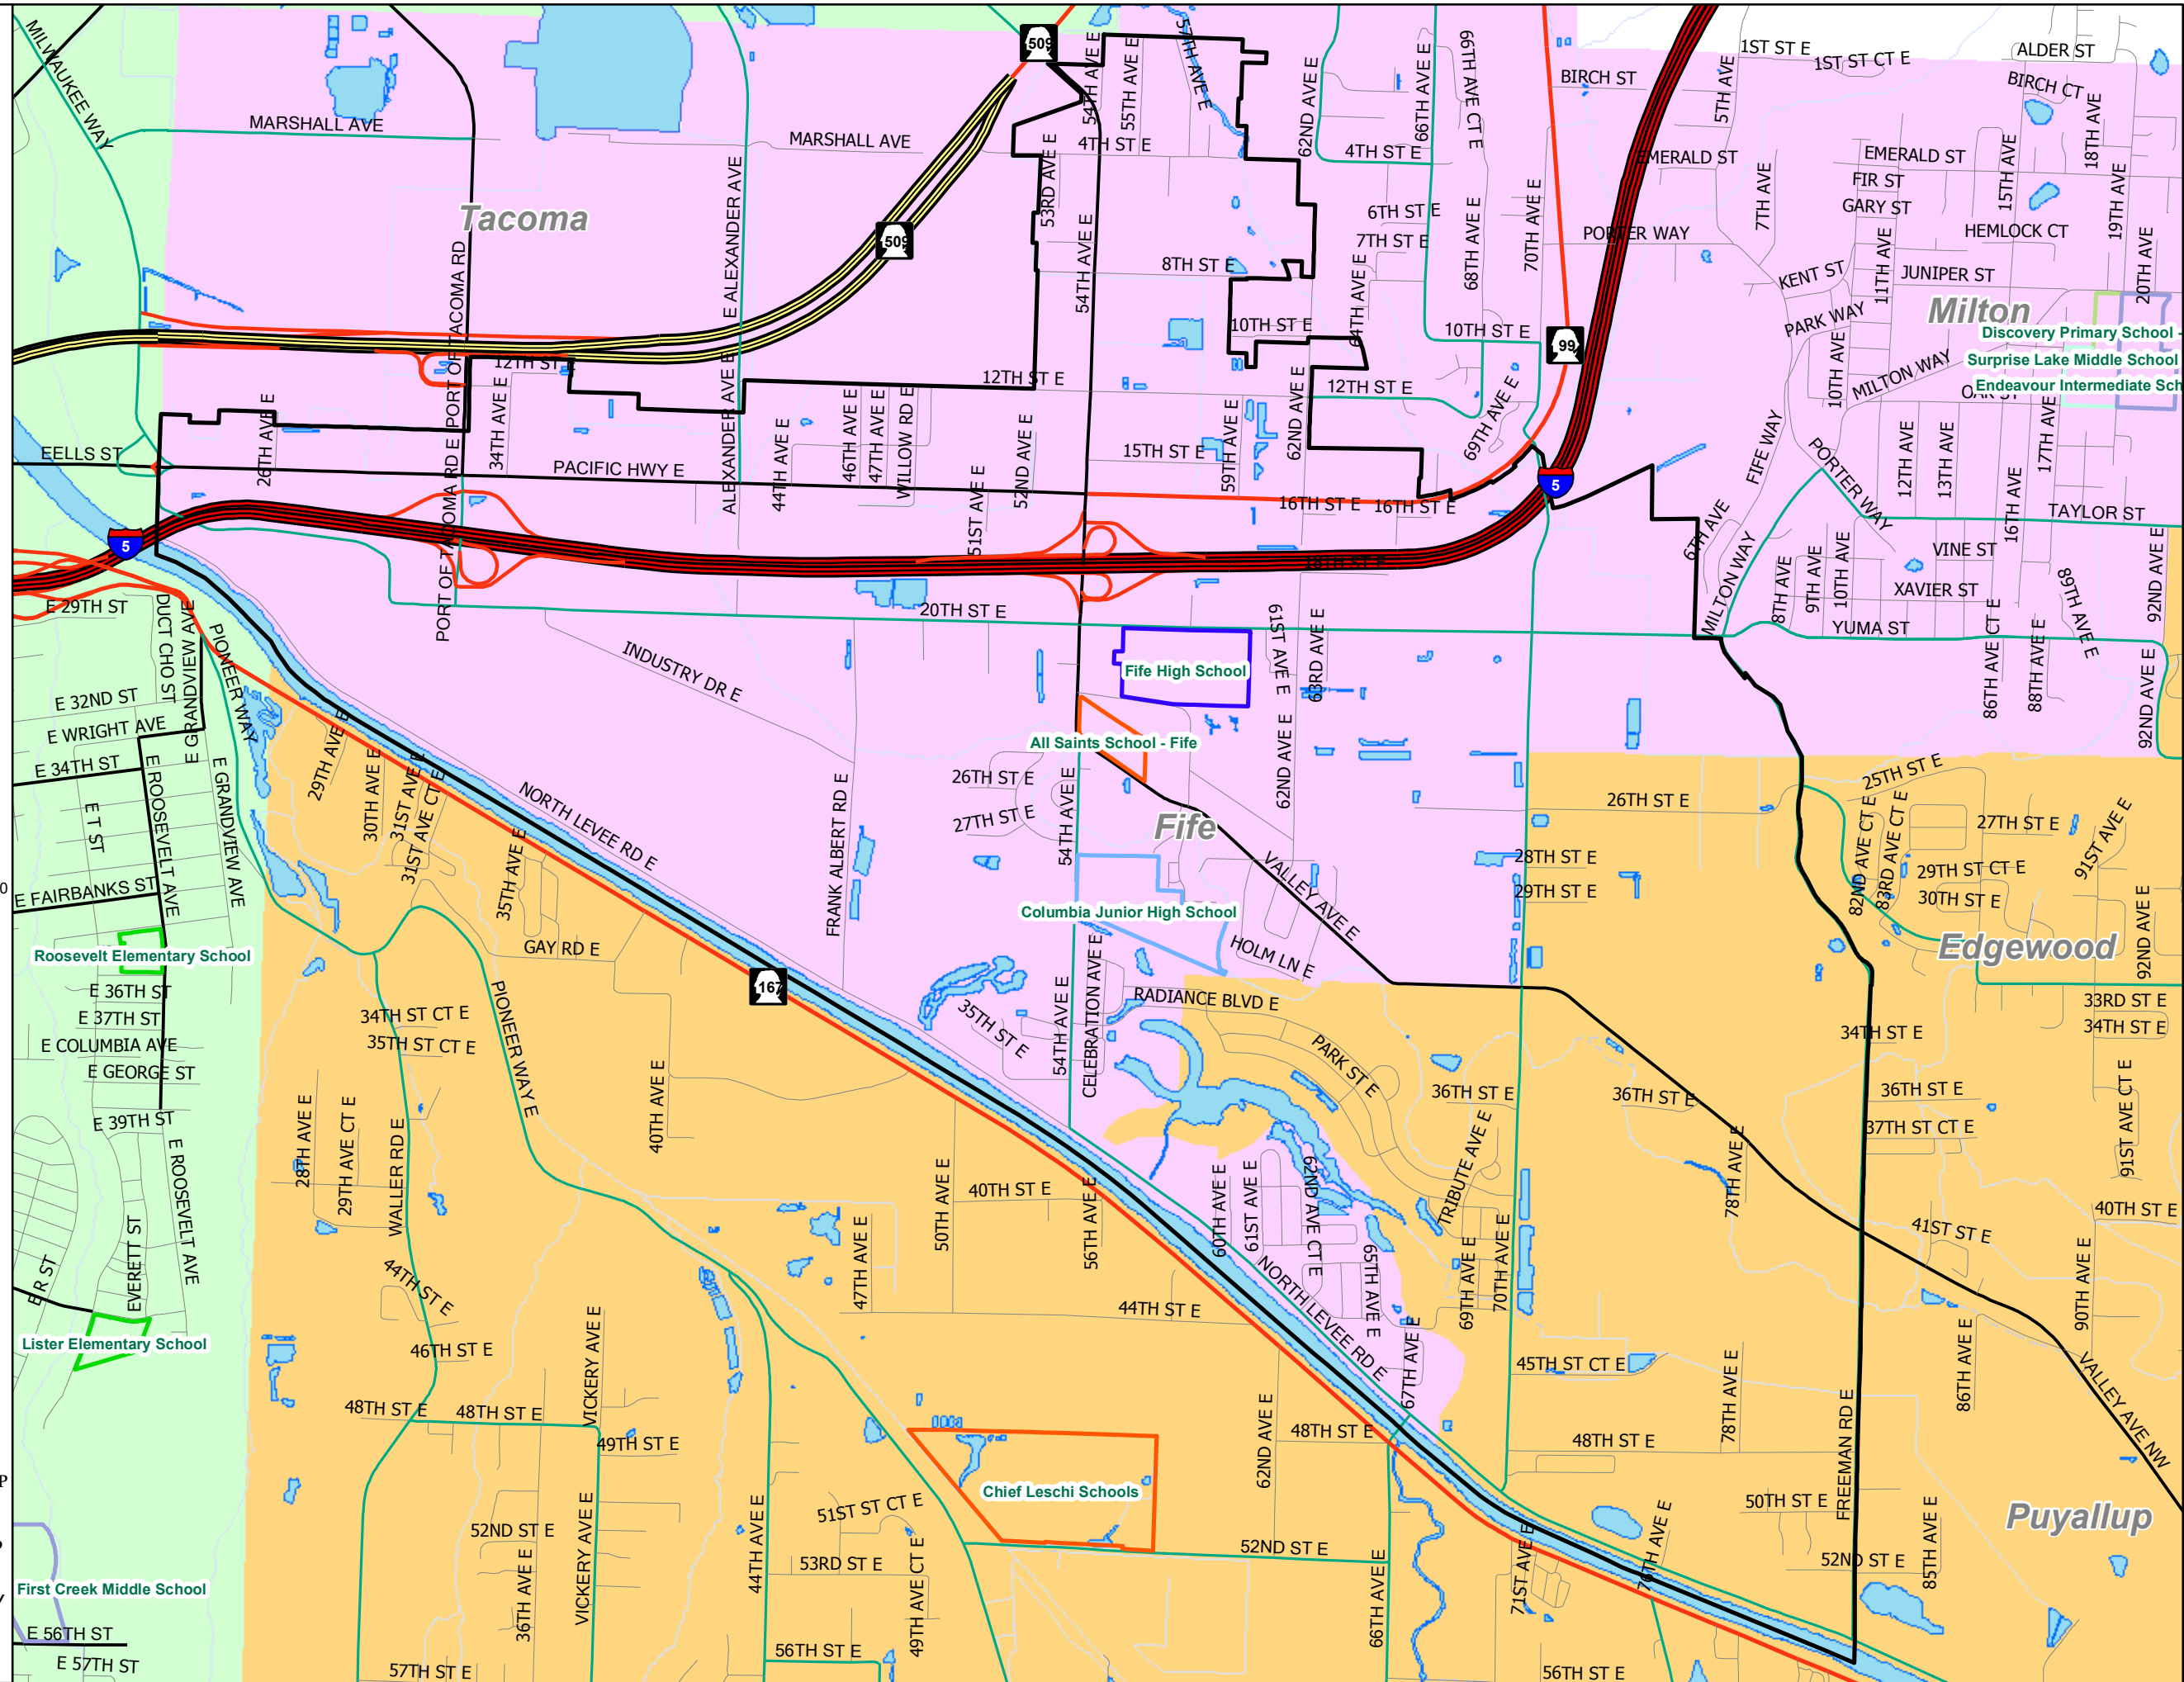 MILWAUKEE WAY
509
54TH AVE E
55TH AVE E
57TH AVE E
62ND AVE E
66TH AVE E
66TH AVE CT E
BIRCH ST
5TH AVE
1ST ST E
1ST ST CT E
ALDER ST
BIRCH CT
18TH AVE
MARSHALL AVE
MARSHALL AVE
4TH ST E
53RD AVE E
4TH ST E
EMERALD ST
EMERALD ST
FIR ST
GARY ST
15TH AVE
19TH AVE
7TH AVE
Tacoma
509
E ALEXANDER AVE
6TH ST E
7TH ST E
68TH AVE E
70TH AVE E
PORTER WAY
HEMLOCK CT
KENT ST
11TH AVE
JUNIPER ST
20TH AVE
8TH ST E
54TH AVE E
64TH AVE E
10TH ST E
10TH ST E
99
PARK WAY
Milton
Discovery Primary School -
Surprise Lake Middle School
Endeavour Intermediate Sch
PORT OF TACOMA RD
12TH ST E
34TH AVE E
12TH ST E
12TH ST E
69TH AVE E
10TH AVE
MILTON WAY
OAK ST
17TH AVE
26TH AVE E
EELLS ST
PACIFIC HWY E
ALEXANDER AVE E
44TH AVE E
46TH AVE E
47TH AVE E
WILLOW RD E
51ST AVE E
52ND AVE E
15TH ST E
59TH AVE E
62ND AVE E
16TH ST E
16TH ST E
5
FIFE WAY
PORTER WAY
12TH AVE
13TH AVE
16TH AVE
TAYLOR ST
5
PORT OF TACOMA RD E
18TH ST E
6TH AVE
MILTON WAY
8TH AVE
9TH AVE
10TH AVE
VINE ST
XAVIER ST
YUMA ST
89TH AVE E
92ND AVE E
E 29TH ST
DUCT CHO ST
E GRANDVIEW AVE
PIONEER WAY
20TH ST E
INDUSTRY DR E
Fife High School
61ST AVE E
63RD AVE E
86TH AVE CT E
88TH AVE E
92ND AVE E
E 32ND ST
E WRIGHT AVE
E 34TH ST
E T ST
E ROOSEVELT AVE
E GRANDVIEW AVE
29TH AVE E
30TH AVE E
31ST AVE E
31ST AVE CT E
NORTH LEVEE RD E
FRANK ALBERT RD E
26TH ST E
27TH ST E
54TH AVE E
All Saints School - Fife
Fife
62ND AVE E
26TH ST E
25TH ST E
82ND AVE CT E
83RD AVE CT E
27TH ST E
91ST AVE E
28TH ST E
29TH ST E
29TH ST CT E
30TH ST E
E FAIRBANKS ST
35TH AVE E
GAY RD E
Columbia Junior High School
VALLEY AVE E
HOLM LN E
Edgewood
92ND AVE E
Roosevelt Elementary School
E 36TH ST
E 37TH ST
E COLUMBIA AVE
E GEORGE ST
E 39TH ST
34TH ST CT E
35TH ST CT E
PIONEER WAY E
167
35TH ST E
54TH AVE E
CELEBRATION AVE E
RADIANCE BLVD E
PARK ST E
33RD ST E
34TH ST E
34TH ST E
40TH AVE E
36TH ST E
36TH ST E
36TH ST E
37TH ST CT E
91ST AVE CT E
28TH AVE E
29TH AVE CT E
WALLER RD E
E ROOSEVELT AVE
EVERETT ST
E R ST
44TH ST E
47TH AVE E
50TH AVE E
40TH ST E
56TH AVE E
60TH AVE E
61ST AVE E
62ND AVE CT E
65TH AVE E
TRIBUTE AVE E
69TH AVE E
70TH AVE E
78TH AVE E
41ST ST E
40TH ST E
90TH AVE E
44TH ST E
NORTH LEVEE RD E
67TH AVE E
45TH ST CT E
78TH AVE E
86TH AVE E
VALLEY AVE NW
Lister Elementary School
46TH ST E
VICKERY AVE E
48TH ST E
48TH ST E
49TH ST E
62ND AVE E
48TH ST E
48TH ST E
FREEMAN RD E
Chief Leschi Schools
51ST ST CT E
52ND ST E
36TH AVE E
VICKERY AVE E
44TH AVE E
53RD ST E
49TH AVE CT E
52ND ST E
66TH AVE E
71ST AVE E
76TH AVE E
50TH ST E
52ND ST E
85TH AVE E
Puyallup
First Creek Middle School
E 56TH ST
E 57TH ST
57TH ST E
56TH ST E
56TH ST E